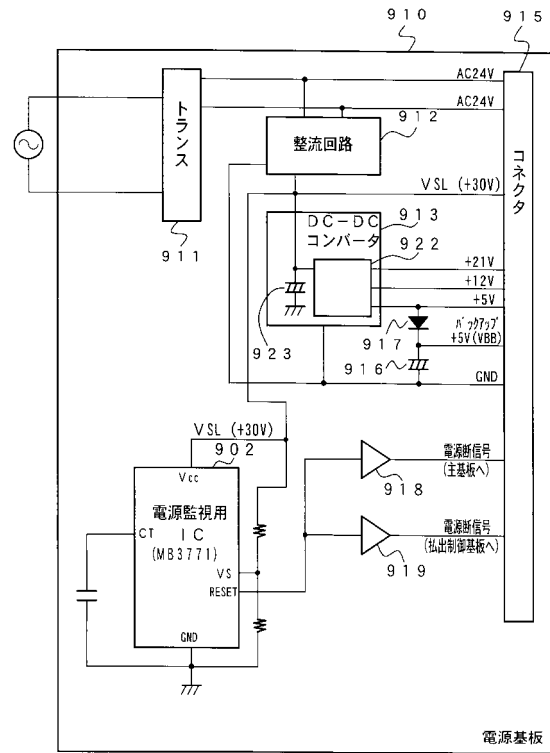 910
915
AC24V
AC24V
トランス
912
整流回路
コネクタ
VSL (+30V)
911
DC-DC
コンバータ
913
922
+21V
+12V
+5V
917
バックアップ
+5V(VBB)
923
916
GND
VSL (+30V)
902
Vcc
電源監視用
IC
(MB3771)
CT
VS
RESET
GND
電源断信号
(主基板へ)
918
電源断信号
(払出制御基板へ)
919
電源基板